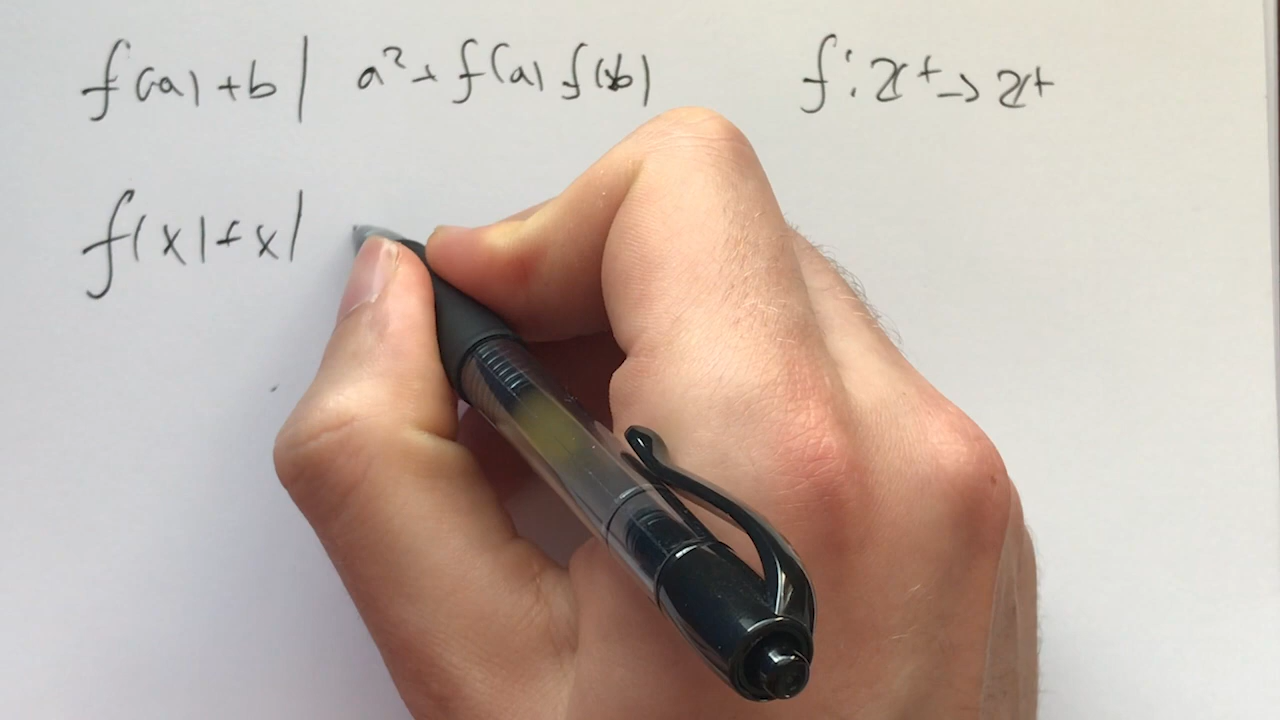 f(a) + b | a² + f(a) f(b) f: ℤ⁺ → ℤ⁺
f(x) + x |